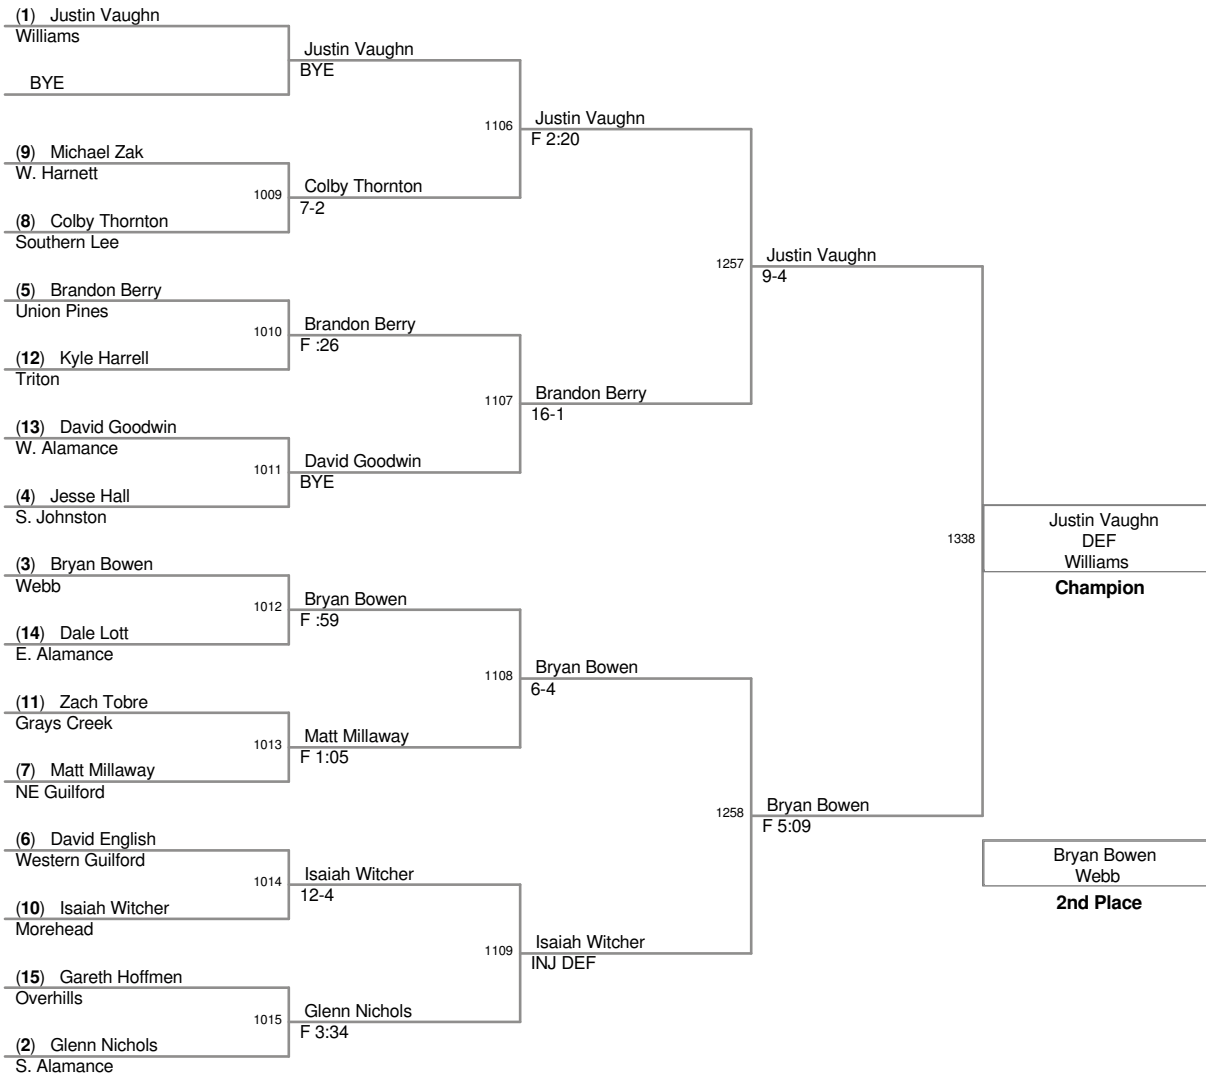 (1) Justin Vaughn
Williams
BYE
(9) Michael Zak
W. Harnett
(8) Colby Thornton
Southern Lee
(5) Brandon Berry
Union Pines
(12) Kyle Harrell
Triton
(13) David Goodwin
W. Alamance
(4) Jesse Hall
S. Johnston
(3) Bryan Bowen
Webb
(14) Dale Lott
E. Alamance
(11) Zach Tobre
Grays Creek
(7) Matt Millaway
NE Guilford
(6) David English
Western Guilford
(10) Isaiah Witcher
Morehead
(15) Gareth Hoffmen
Overhills
(2) Glenn Nichols
S. Alamance
Justin Vaughn
BYE
1009
Colby Thornton
7-2
1010
Brandon Berry
F :26
1011
David Goodwin
BYE
1012
Bryan Bowen
F :59
1013
Matt Millaway
F 1:05
1014
Isaiah Witcher
12-4
1015
Glenn Nichols
F 3:34
1106
Justin Vaughn
F 2:20
1107
Brandon Berry
16-1
1108
Bryan Bowen
6-4
1109
Isaiah Witcher
INJ DEF
1257
Justin Vaughn
9-4
1258
Bryan Bowen
F 5:09
1338
Justin Vaughn
DEF
Williams
Champion
Bryan Bowen
Webb
2nd Place